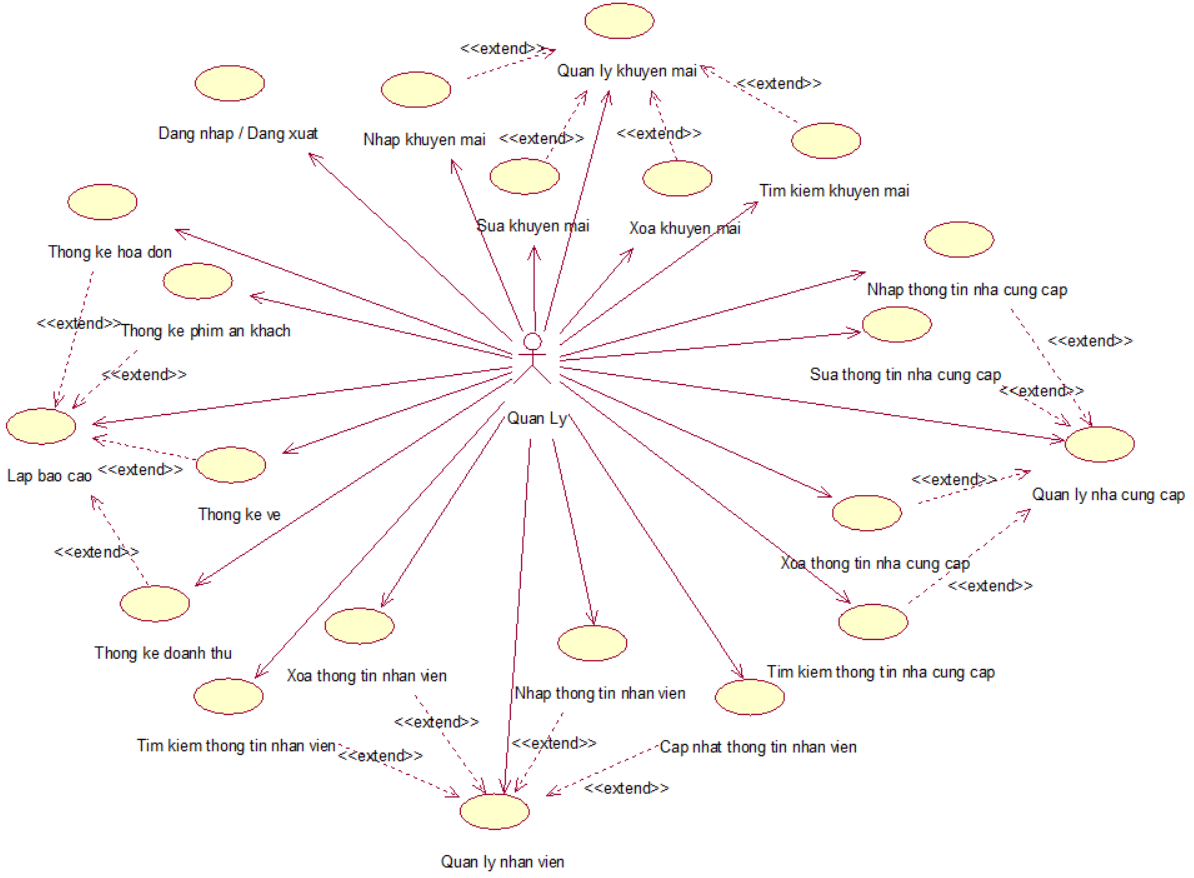 <<extend>>
Quan ly khuyen mai
<<extend>>
Dang nhap / Dang xuat
Nhap khuyen mai
<<extend>>
<<extend>>
Tim kiem khuyen mai
Sua khuyen mai
Xoa khuyen mai
Thong ke hoa don
Nhap thong tin nha cung cap
<<extend>>
Thong ke phim an khach
<<extend>>
<<extend>>
Sua thong tin nha cung cap
<<extend>>
Quan Ly
Lap bao cao
<<extend>>
<<extend>>
Quan ly nha cung cap
Thong ke ve
<<extend>>
Xoa thong tin nha cung cap
<<extend>>
Thong ke doanh thu
Xoa thong tin nhan vien
Tim kiem thong tin nha cung cap
Nhap thong tin nhan vien
<<extend>>
Tim kiem thong tin nhan vien
<<extend>>
<<extend>>
Cap nhat thong tin nhan vien
<<extend>>
Quan ly nhan vien